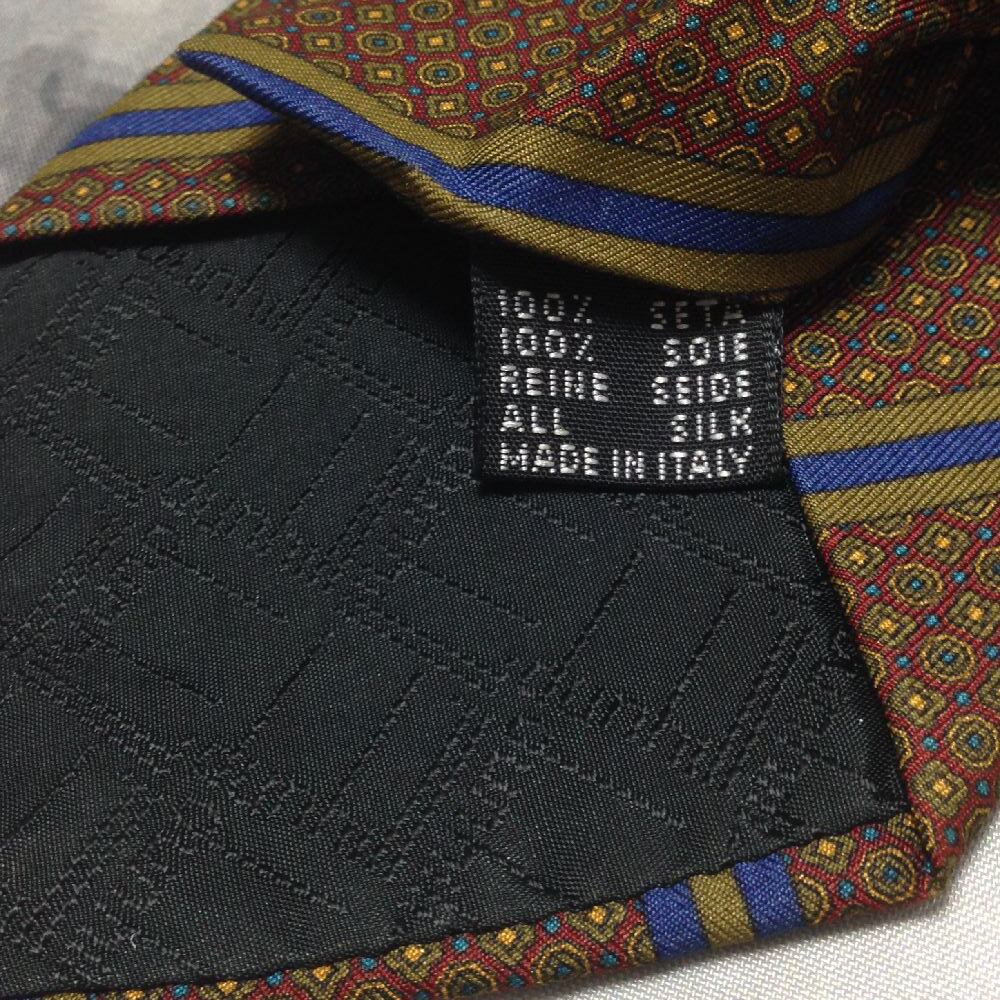 100% SETA
100% SOIE
REINE SEIDE
ALL SILK
MADE IN ITALY